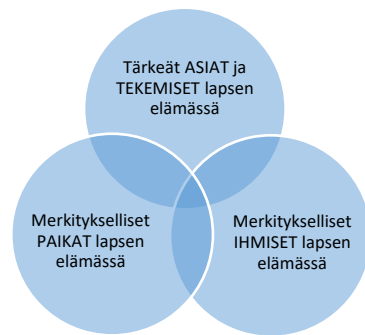 Tärkeät ASIAT ja
TEKEMISET lapsen
elämässä
Merkitykselliset
PAIKAT lapsen
elämässä
Merkitykselliset
IHMISET lapsen
elämässä